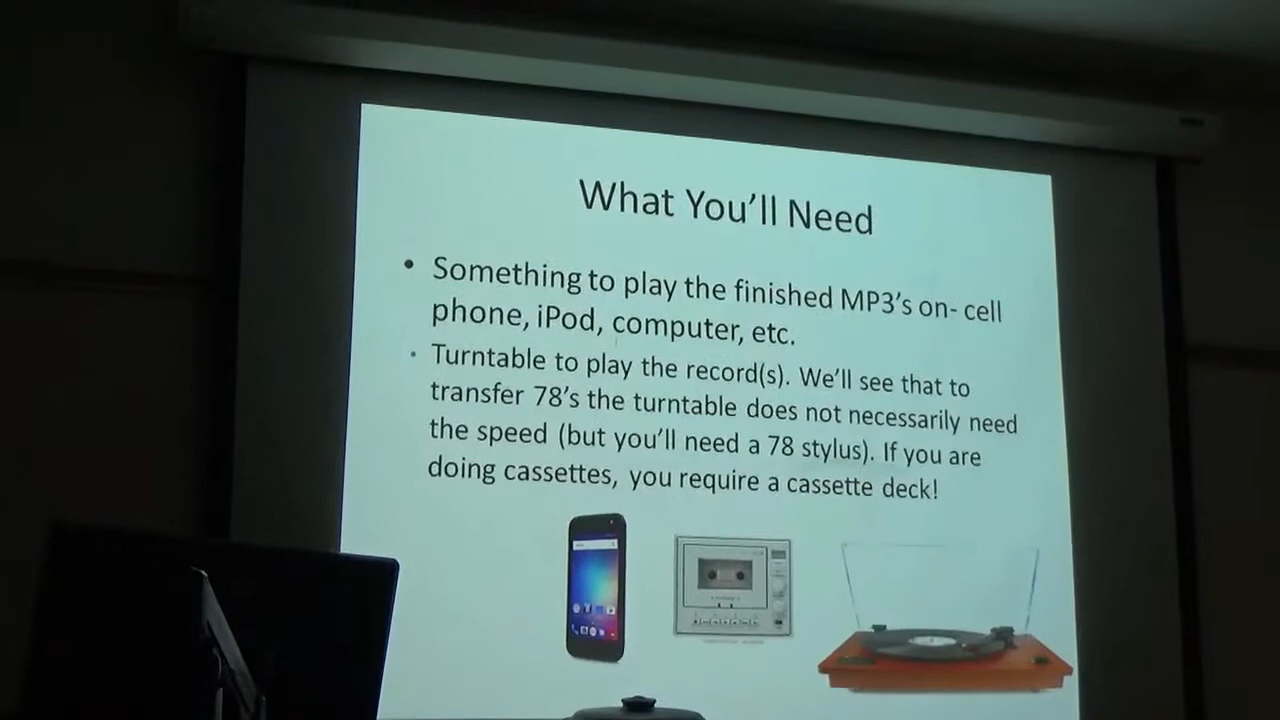 What You'll Need
• Something to play the finished MP3's on- cell
phone, iPod, computer, etc.
• Turntable to play the record(s). We'll see that to
transfer 78's the turntable does not necessarily need
the speed (but you'll need a 78 stylus). If you are
doing cassettes, you require a cassette deck!